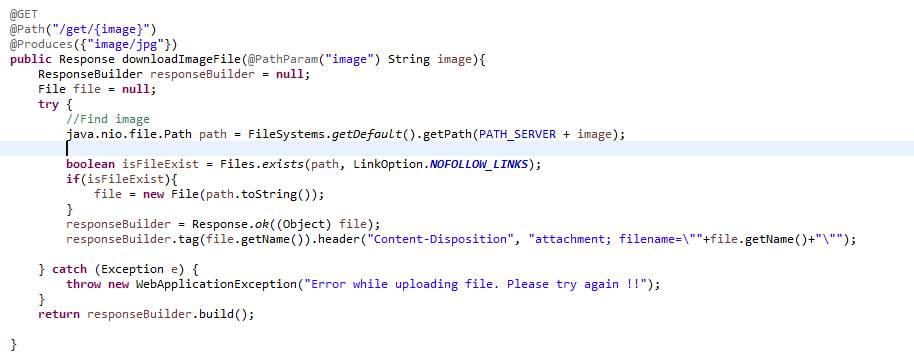 @GET
@Path("/get/{image}")
@Produces({"image/jpg"})
public Response downloadImageFile(@PathParam("image") String image){
ResponseBuilder responseBuilder = null;
File file = null;
try {
//Find image
java.nio.file.Path path = FileSystems.getDefault().getPath(PATH_SERVER + image);
boolean isFileExist = Files.exists(path, LinkOption.NOFOLLOW_LINKS);
if(isFileExist){
file = new File(path.toString());
}
responseBuilder = Response.ok((Object) file);
responseBuilder.tag(file.getName()).header("Content-Disposition", "attachment; filename=\""+file.getName()+"\"");
} catch (Exception e) {
throw new WebApplicationException("Error while uploading file. Please try again !!");
}
return responseBuilder.build();
}